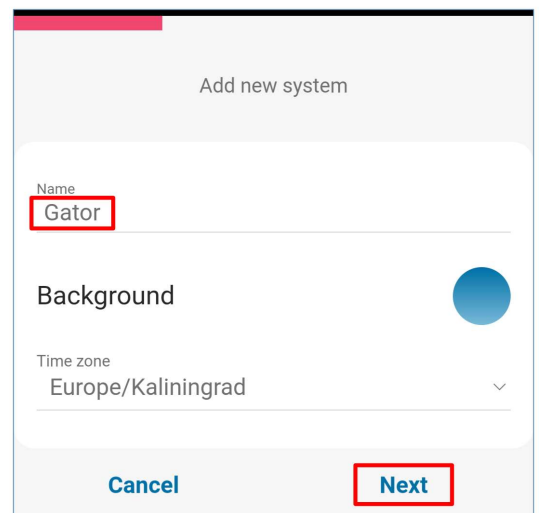 Add new system
Name
Gator
Background
Time zone
Europe/Kaliningrad
Cancel Next